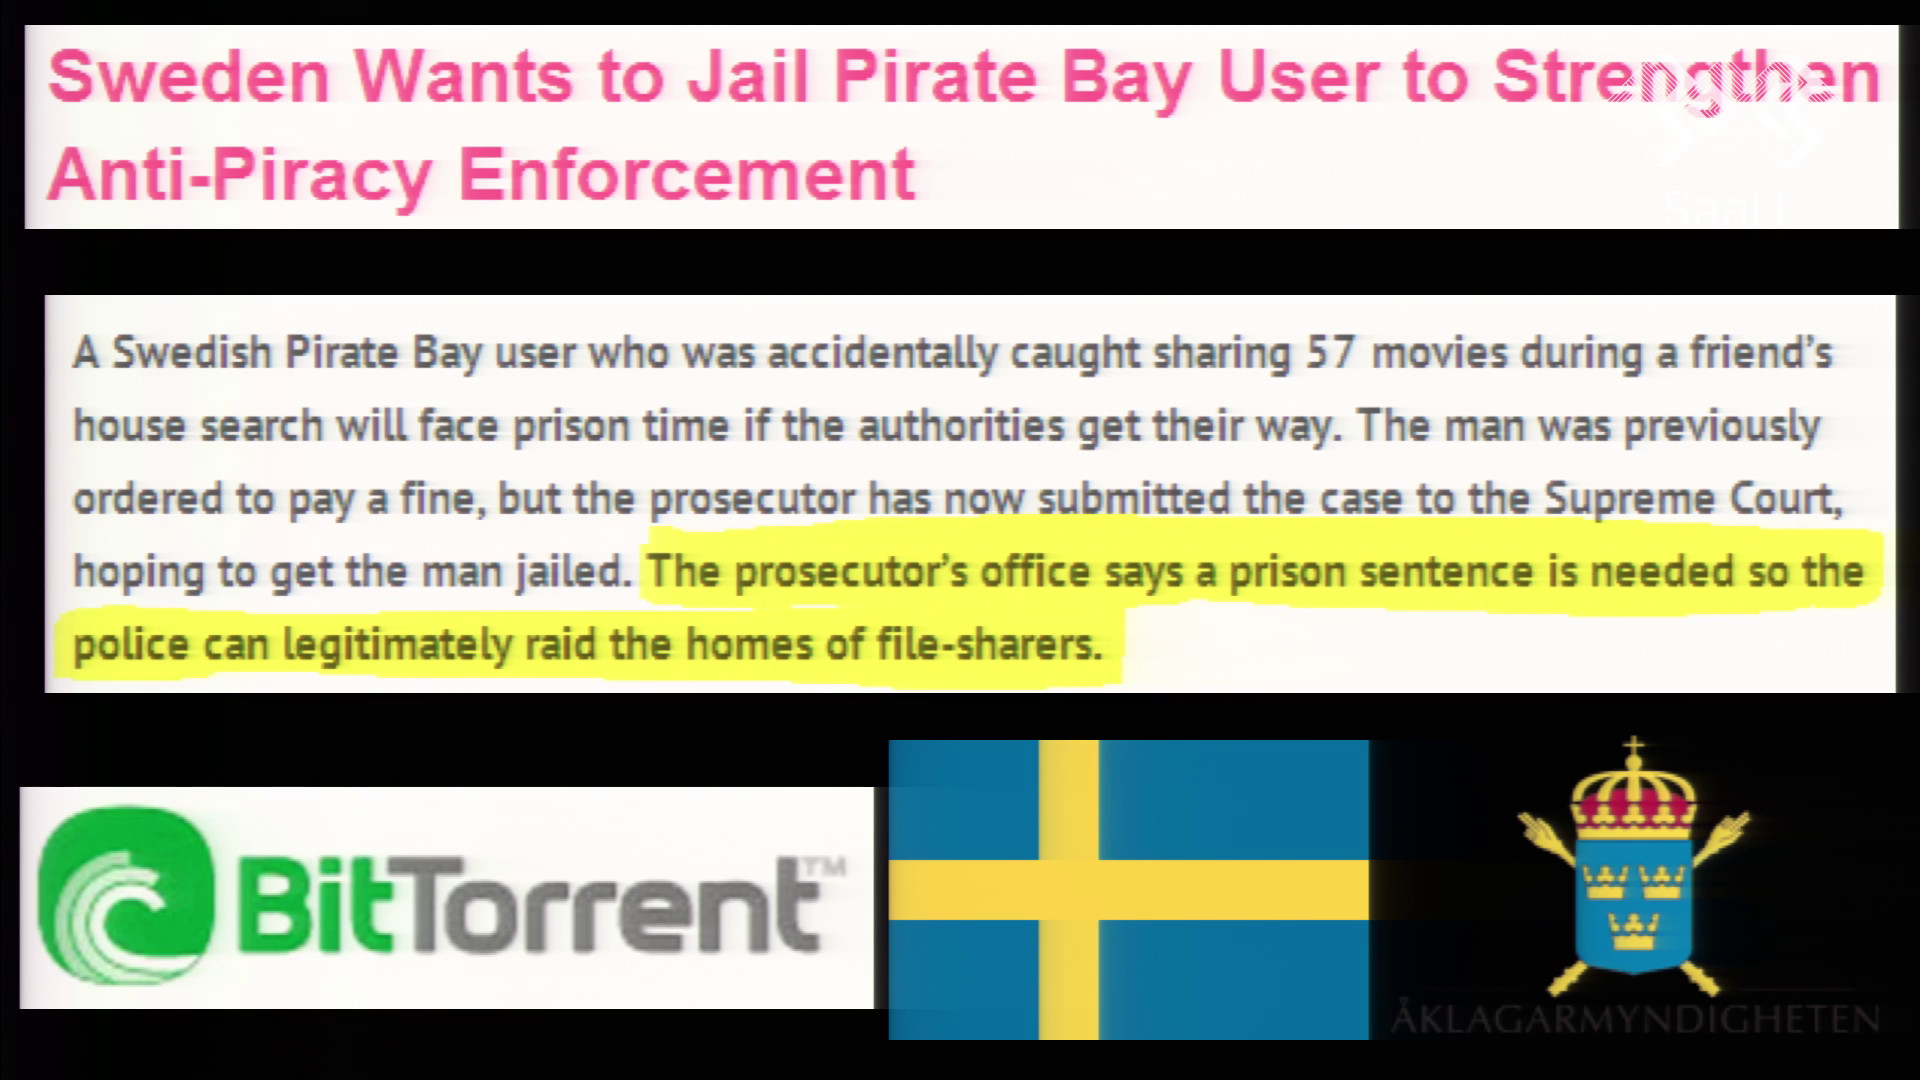 Sweden Wants to Jail Pirate Bay User to Strengthen
Anti-Piracy Enforcement
Saal 1
A Swedish Pirate Bay user who was accidentally caught sharing 57 movies during a friend's
house search will face prison time if the authorities get their way. The man was previously
ordered to pay a fine, but the prosecutor has now submitted the case to the Supreme Court,
hoping to get the man jailed. The prosecutor's office says a prison sentence is needed so the
police can legitimately raid the homes of file-sharers.
BitTorrent™
ÅKLAGARMYNDIGHETEN